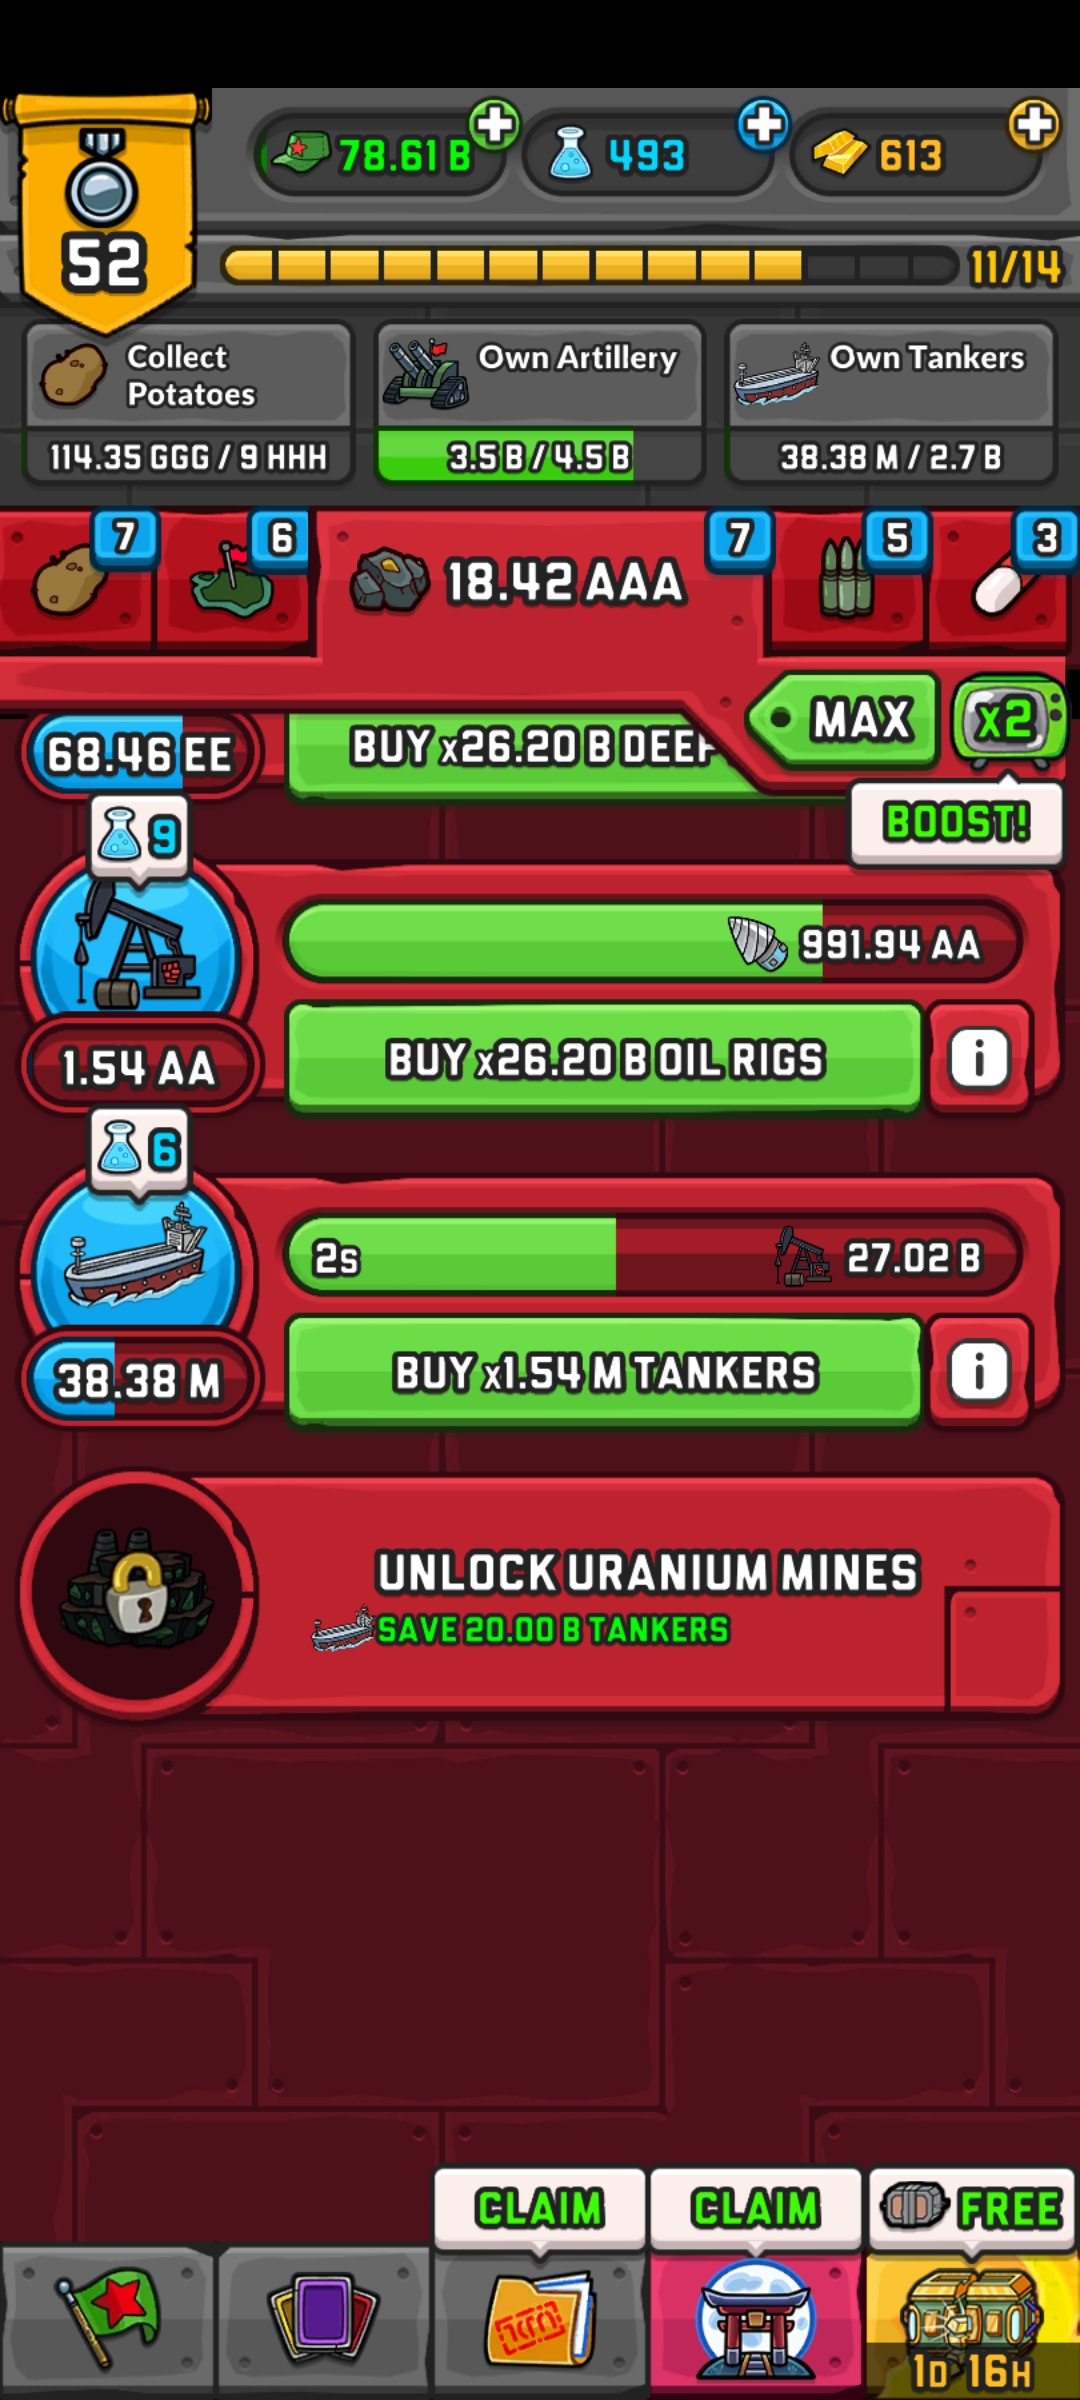 78.61 B
493
613
52
11/14
Collect
Potatoes
114.35 GGG / 9 HHH
Own Artillery
3.5 B / 4.5 B
Own Tankers
38.38 M / 2.7 B
7
6
18.42 AAA
7
5
3
MAX
x2
BOOST!
68.46 EE
BUY x26.20 B DEEP
9
991.94 AA
1.54 AA
BUY x26.20 B OIL RIGS
i
6
2s
27.02 B
38.38 M
BUY x1.54 M TANKERS
i
UNLOCK URANIUM MINES
SAVE 20.00 B TANKERS
CLAIM
CLAIM
FREE
1D 16H